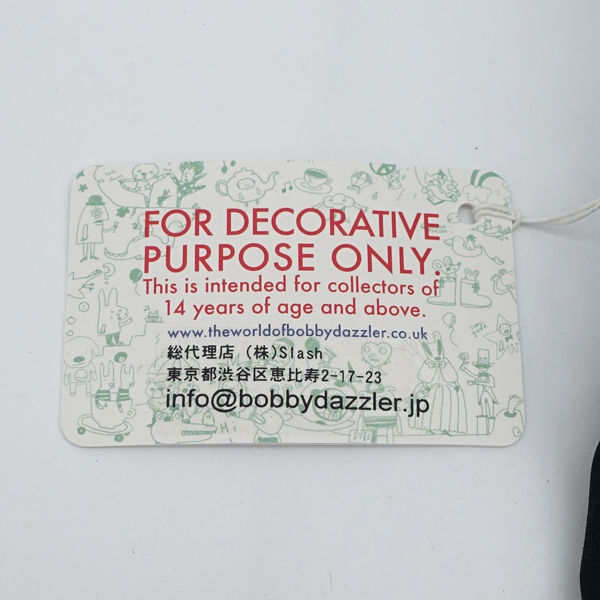 FOR DECORATIVE
PURPOSE ONLY.
This is intended for collectors of
14 years of age and above.
www.theworldofbobbydazzler.co.uk
総代理店 (株)Slash
東京都渋谷区恵比寿2-17-23
info@bobbydazzler.jp
Hi